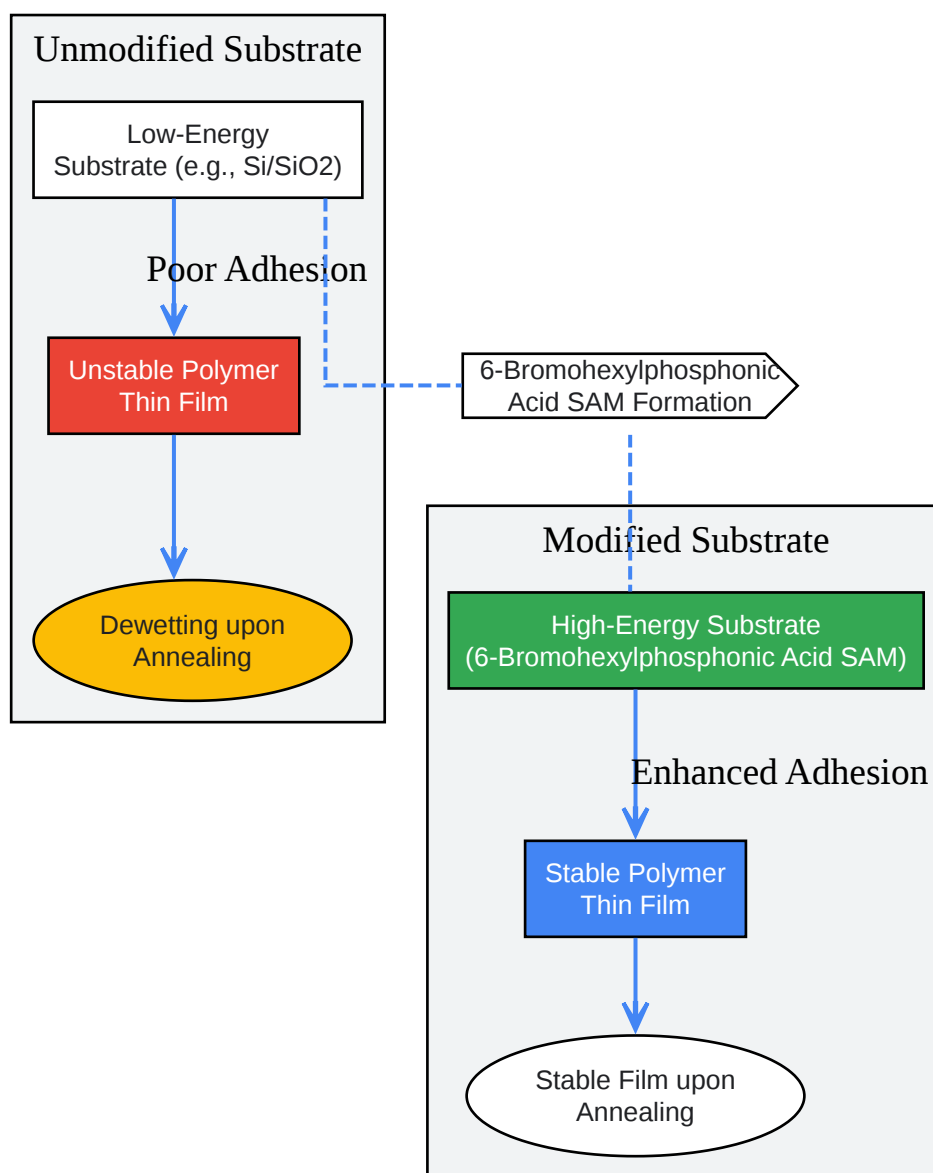 Unmodified Substrate
Low-Energy
Substrate (e.g., Si/SiO2)
Poor Adhesion
Unstable Polymer
Thin Film
6-Bromohexylphosphonic
Acid SAM Formation
Dewetting upon
Annealing
Modified Substrate
High-Energy Substrate
(6-Bromohexylphosphonic Acid SAM)
Enhanced Adhesion
Stable Polymer
Thin Film
Stable Film upon
Annealing